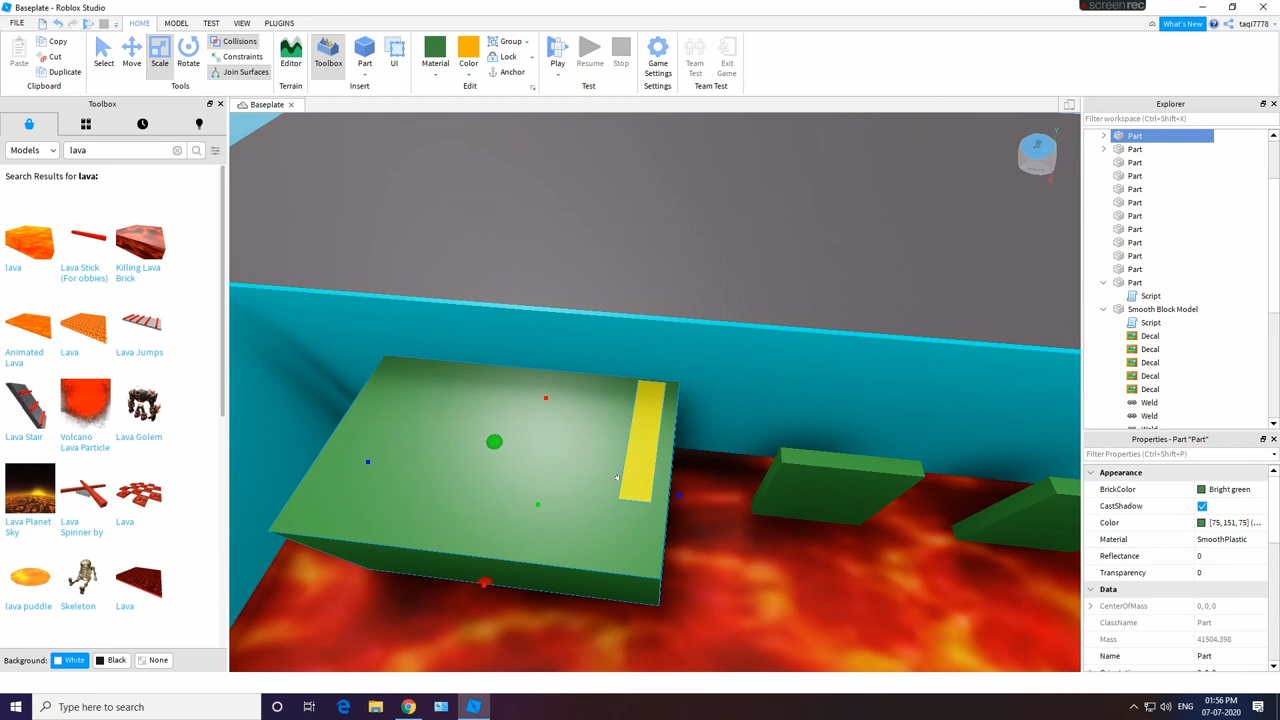 Baseplate - Roblox Studio
screenrec
FILE HOME MODEL TEST VIEW PLUGINS
What's New taqi7778
Paste Copy Cut Duplicate
Select Move Scale Rotate
Collisions Constraints Join Surfaces
Editor Toolbox Part UI
Material Color Group Lock Anchor
Play Resume Stop
Game Settings
Team Test
Exit Game
Clipboard Tools Terrain Insert Edit Test Settings Team Test
Toolbox
Baseplate
Explorer
Filter workspace (Ctrl+Shift+X)
Models lava
Search Results for lava:
lava
Lava Stick (For obbies)
Killing Lava Brick
Animated Lava
Lava
Lava Jumps
Lava Stair
Volcano Lava Particle
Lava Golem
Lava Planet Sky
Lava Spinner by
Lava
lava puddle
Skeleton
Lava
Background: White Black None
Part
Part
Part
Part
Part
Part
Part
Part
Part
Part
Part
Part
Script
Smooth Block Model
Script
Decal
Decal
Decal
Decal
Decal
Weld
Weld
Properties - Part "Part"
Filter Properties (Ctrl+Shift+P)
Appearance
BrickColor Bright green
CastShadow
Color [75, 151, 75] (...
Material SmoothPlastic
Reflectance 0
Transparency 0
Data
CenterOfMass 0, 0, 0
ClassName Part
Mass 41504.398
Name Part
Type here to search
ENG
01:56 PM
07-07-2020